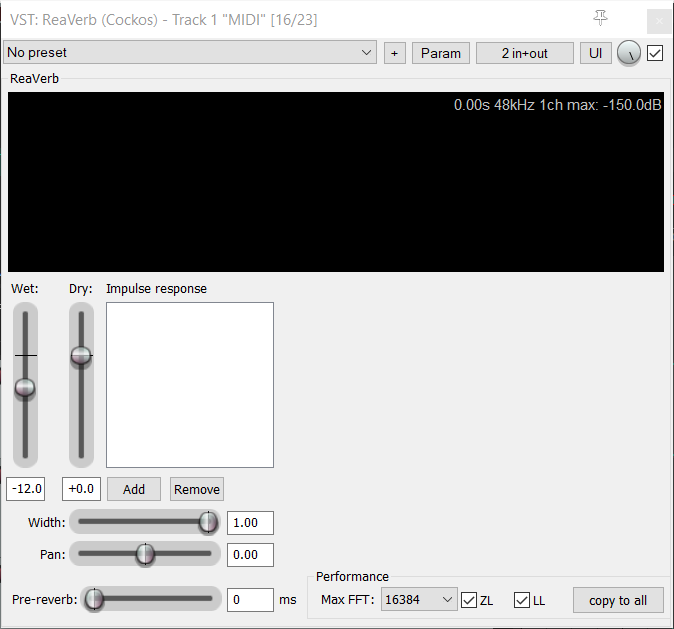 VST: ReaVerb (Cockos) - Track 1 "MIDI" [16/23]
No preset + Param 2 in+out UI
ReaVerb
0.00s 48kHz 1ch max: -150.0dB
Wet: Dry: Impulse response
-12.0 +0.0 Add Remove
Width: 1.00
Pan: 0.00
Performance
Pre-reverb: 0 ms Max FFT: 16384 ZL LL copy to all